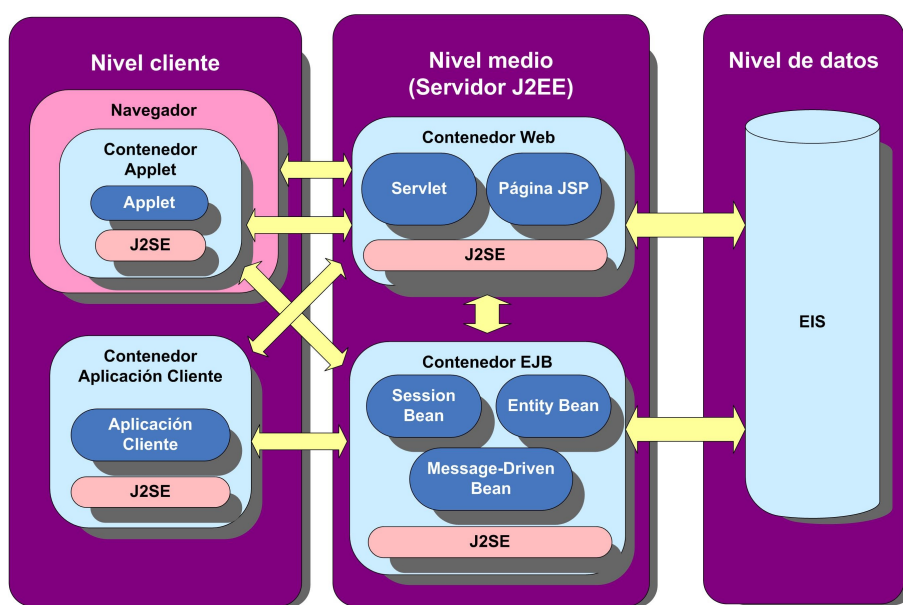 Nivel cliente
Navegador
Contenedor
Applet
Applet
J2SE
Contenedor
Aplicación Cliente
Aplicación
Cliente
J2SE
Nivel medio
(Servidor J2EE)
Contenedor Web
Servlet
Página JSP
J2SE
Contenedor EJB
Session
Bean
Entity Bean
Message-Driven
Bean
J2SE
Nivel de datos
EIS